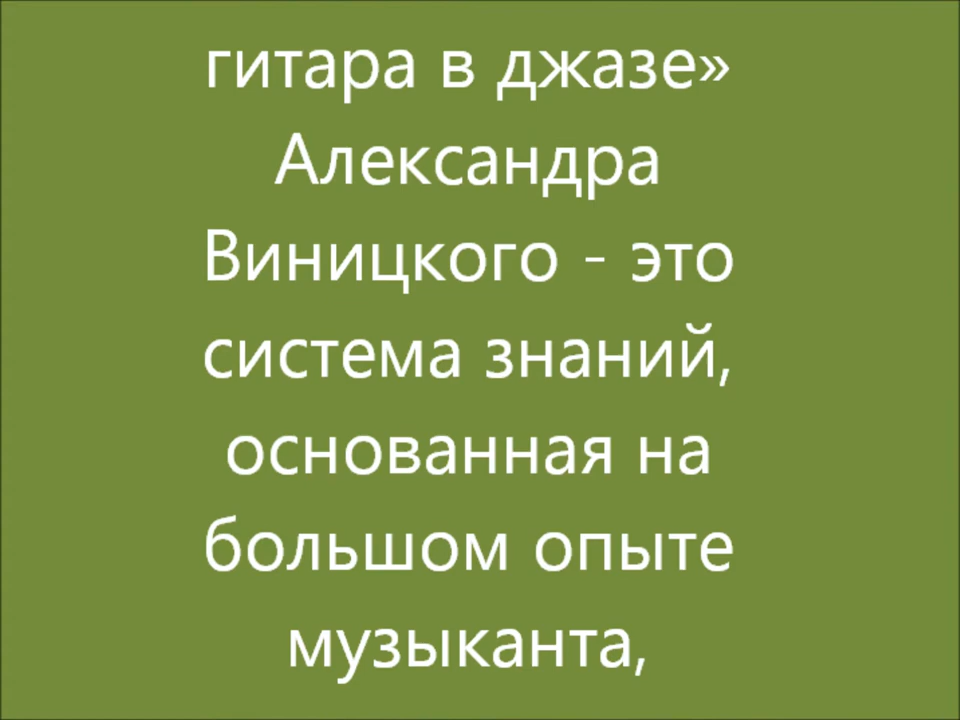 гитара в джазе»
Александра
Виницкого - это
система знаний,
основанная на
большом опыте
музыканта,